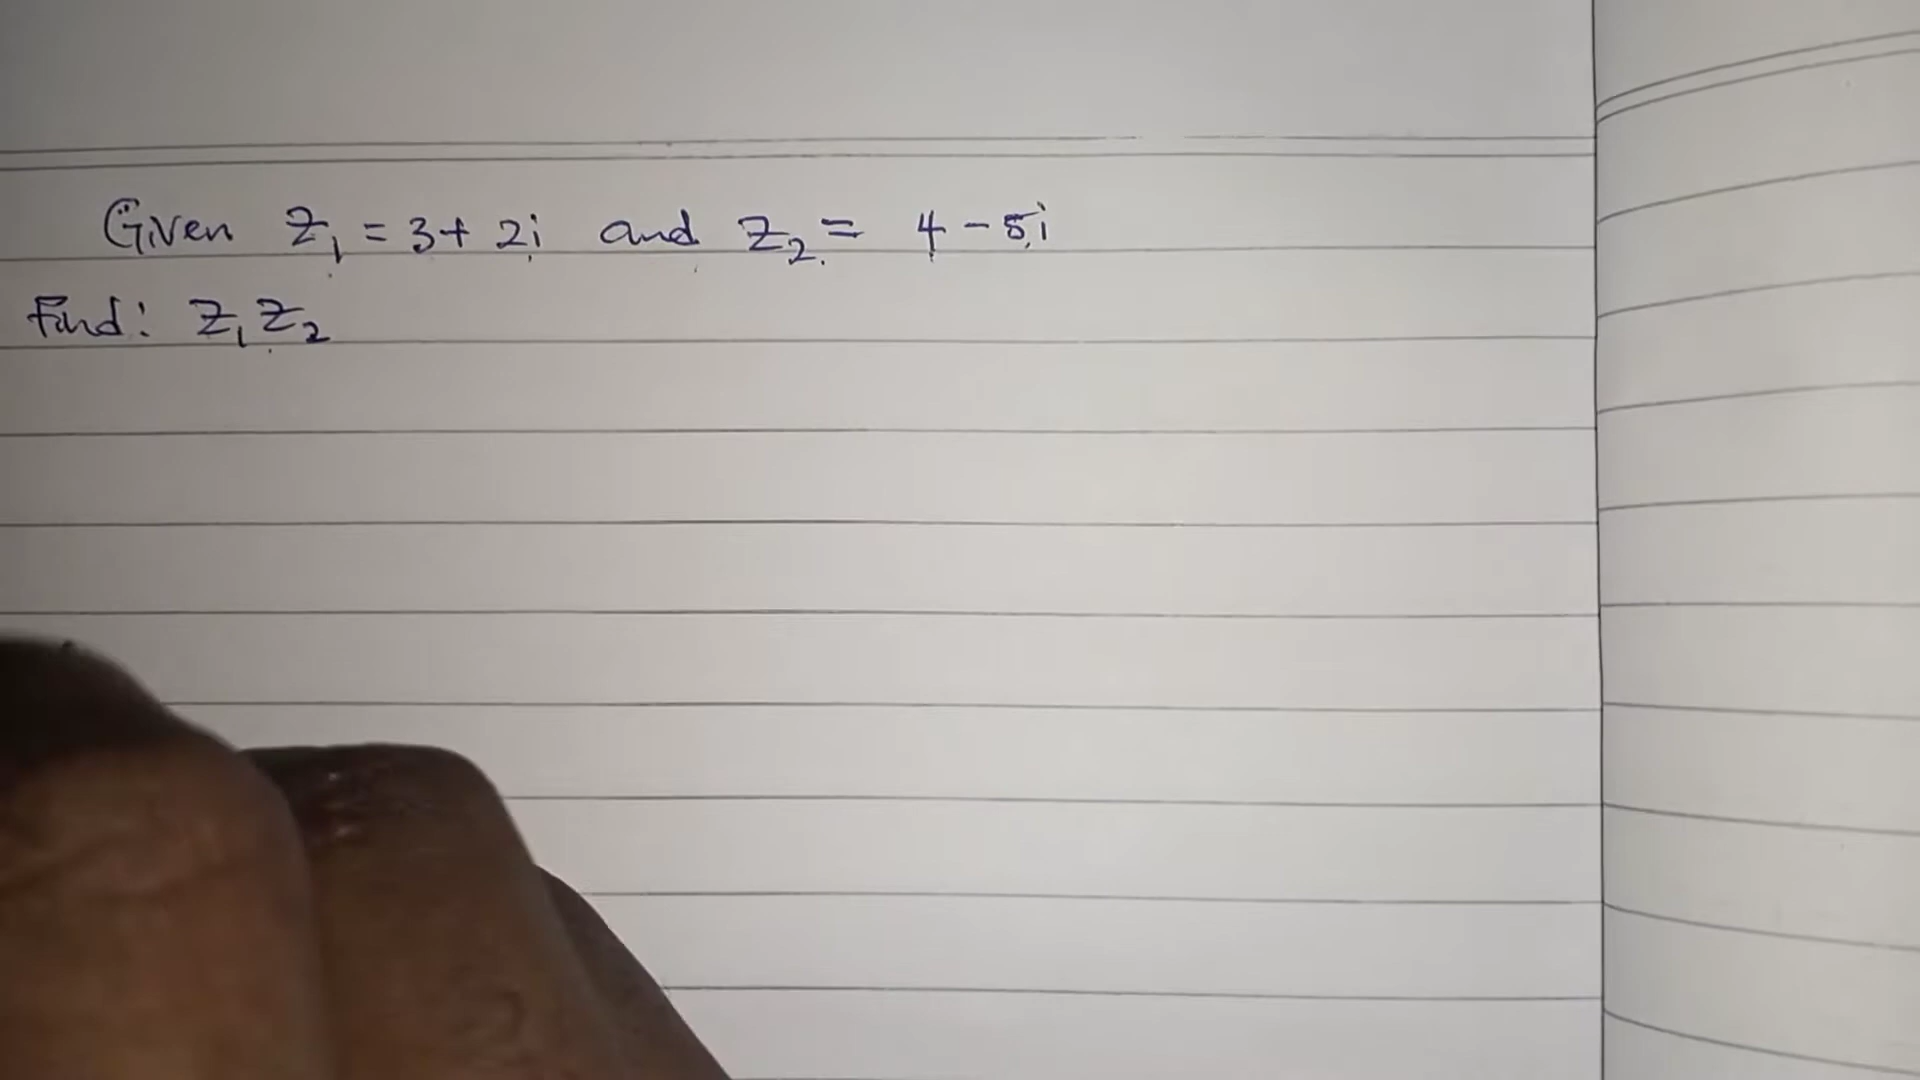 Given z₁ = 3 + 2i and z₂ = 4 - 5i
Find: z₁z₂